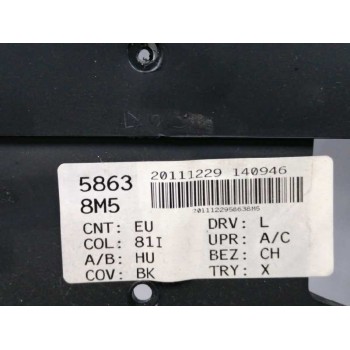 5863 20111229 140946
8M5
CNT: EU DRV: L
COL: 81I UPR: A/C
A/B: HU BEZ: CH
COV: BK TRY: X